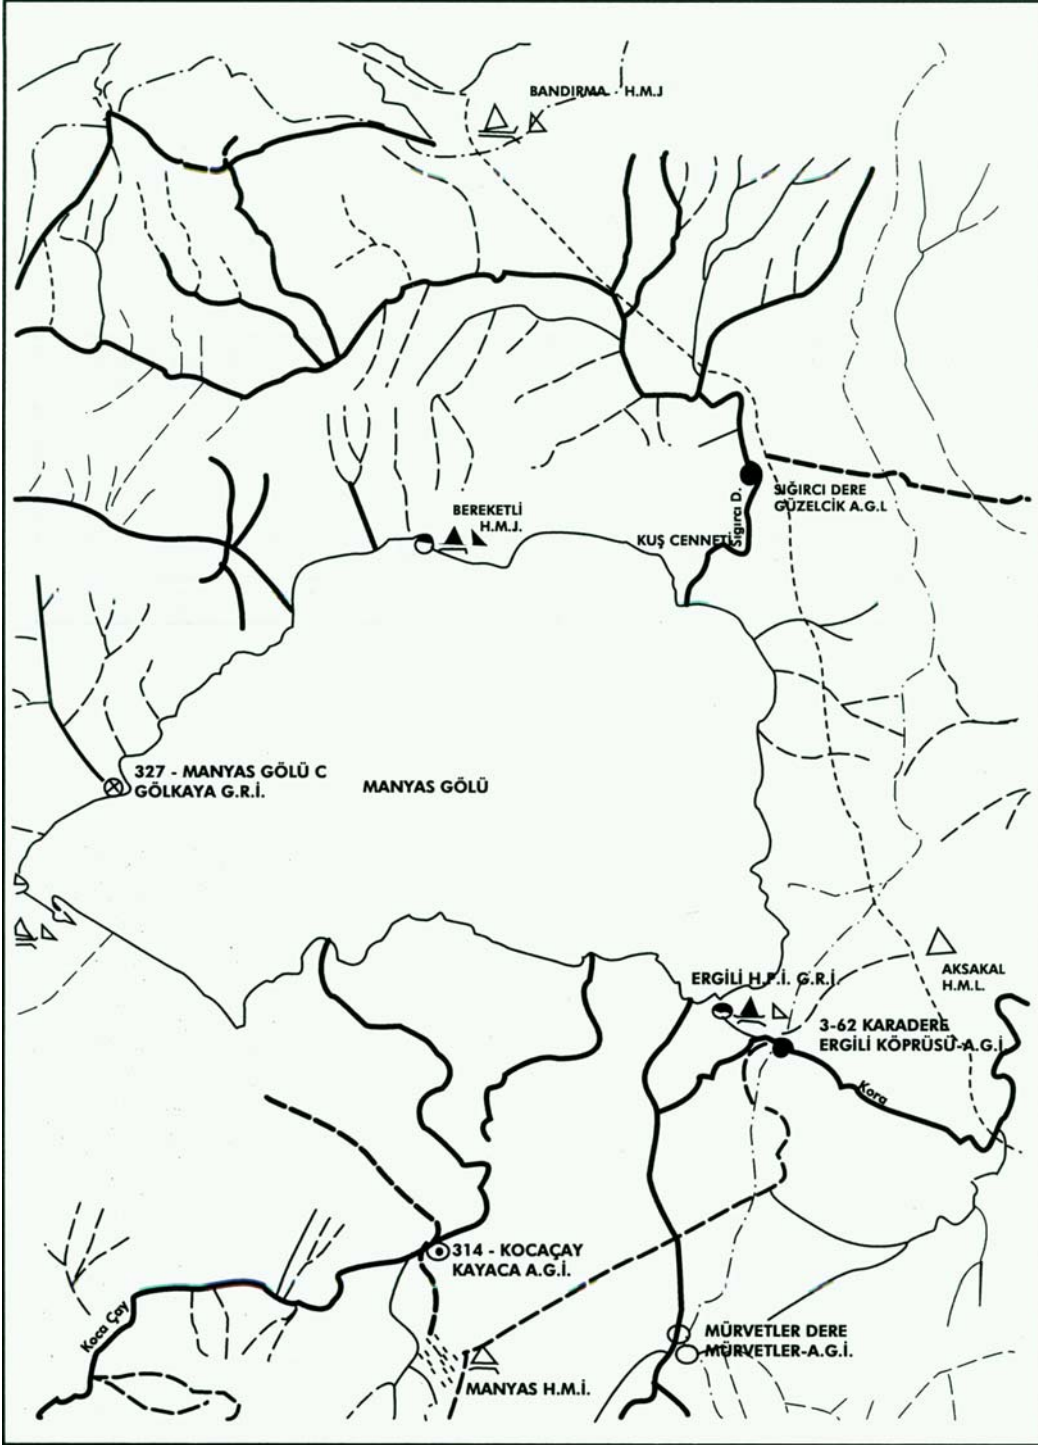 BANDIRMA H.M.J
SIĞIRCI DERE
GÜZELCİK A.G.L
BEREKETLİ
H.M.J.
KUŞ CENNETİ
Sığırcı D.
327 - MANYAS GÖLÜ C
GÖLKAYA G.R.İ.
MANYAS GÖLÜ
AKSAKAL
H.M.L.
ERGİLİ H.P.İ. G.R.İ.
3-62 KARADERE
ERGİLİ KÖPRÜSÜ-A.G.İ.
Kora
314 - KOCAÇAY
KAYACA A.G.İ.
Koca Çay
MÜRVETLER DERE
MÜRVETLER-A.G.İ.
MANYAS H.M.İ.